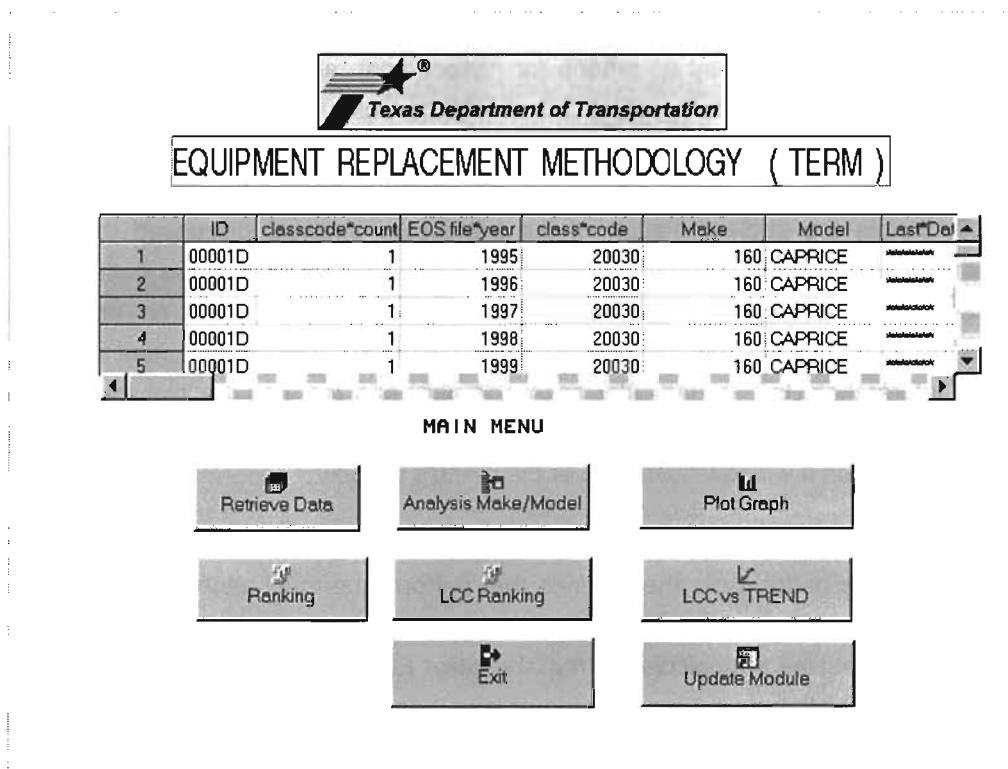 ®
Texas Department of Transportation
EQUIPMENT REPLACEMENT METHODOLOGY ( TERM )
ID classcode*count EOS file*year class*code Make Model Last*Dat
1 00001D 1 1995 20030 160 CAPRICE ********
2 00001D 1 1996 20030 160 CAPRICE ********
3 00001D 1 1997 20030 160 CAPRICE ********
4 00001D 1 1998 20030 160 CAPRICE ********
5 00001D 1 1999 20030 160 CAPRICE ********
MAIN MENU
Retrieve Data Analysis Make/Model Plot Graph
Ranking LCC Ranking LCC vs TREND
Exit Update Module